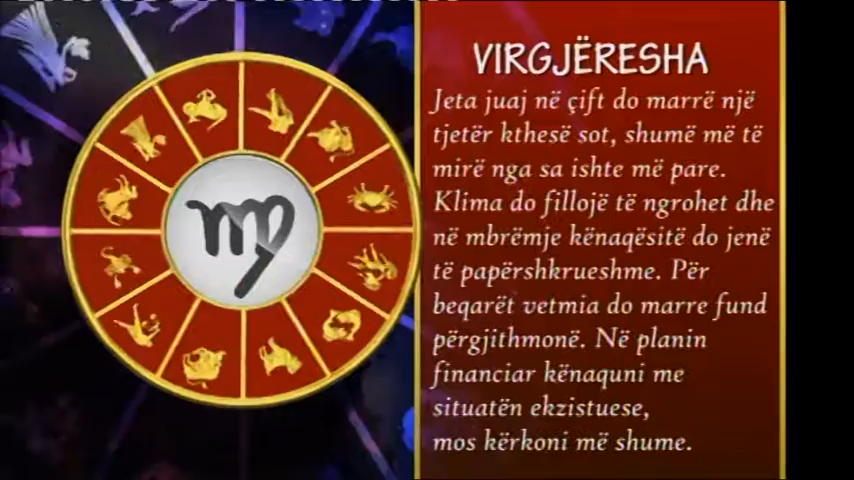 VIRGJËRESHA
Jeta juaj në çift do marrë një
tjetër kthesë sot, shumë më të
mirë nga sa ishte më pare.
Klima do fillojë të ngrohet dhe
në mbrëmje kënaqësitë do jenë
të papërshkrueshme. Për
beqarët vetmia do marre fund
përgjithmonë. Në planin
financiar kënaquni me
situatën ekzistuese,
mos kërkoni më shume.